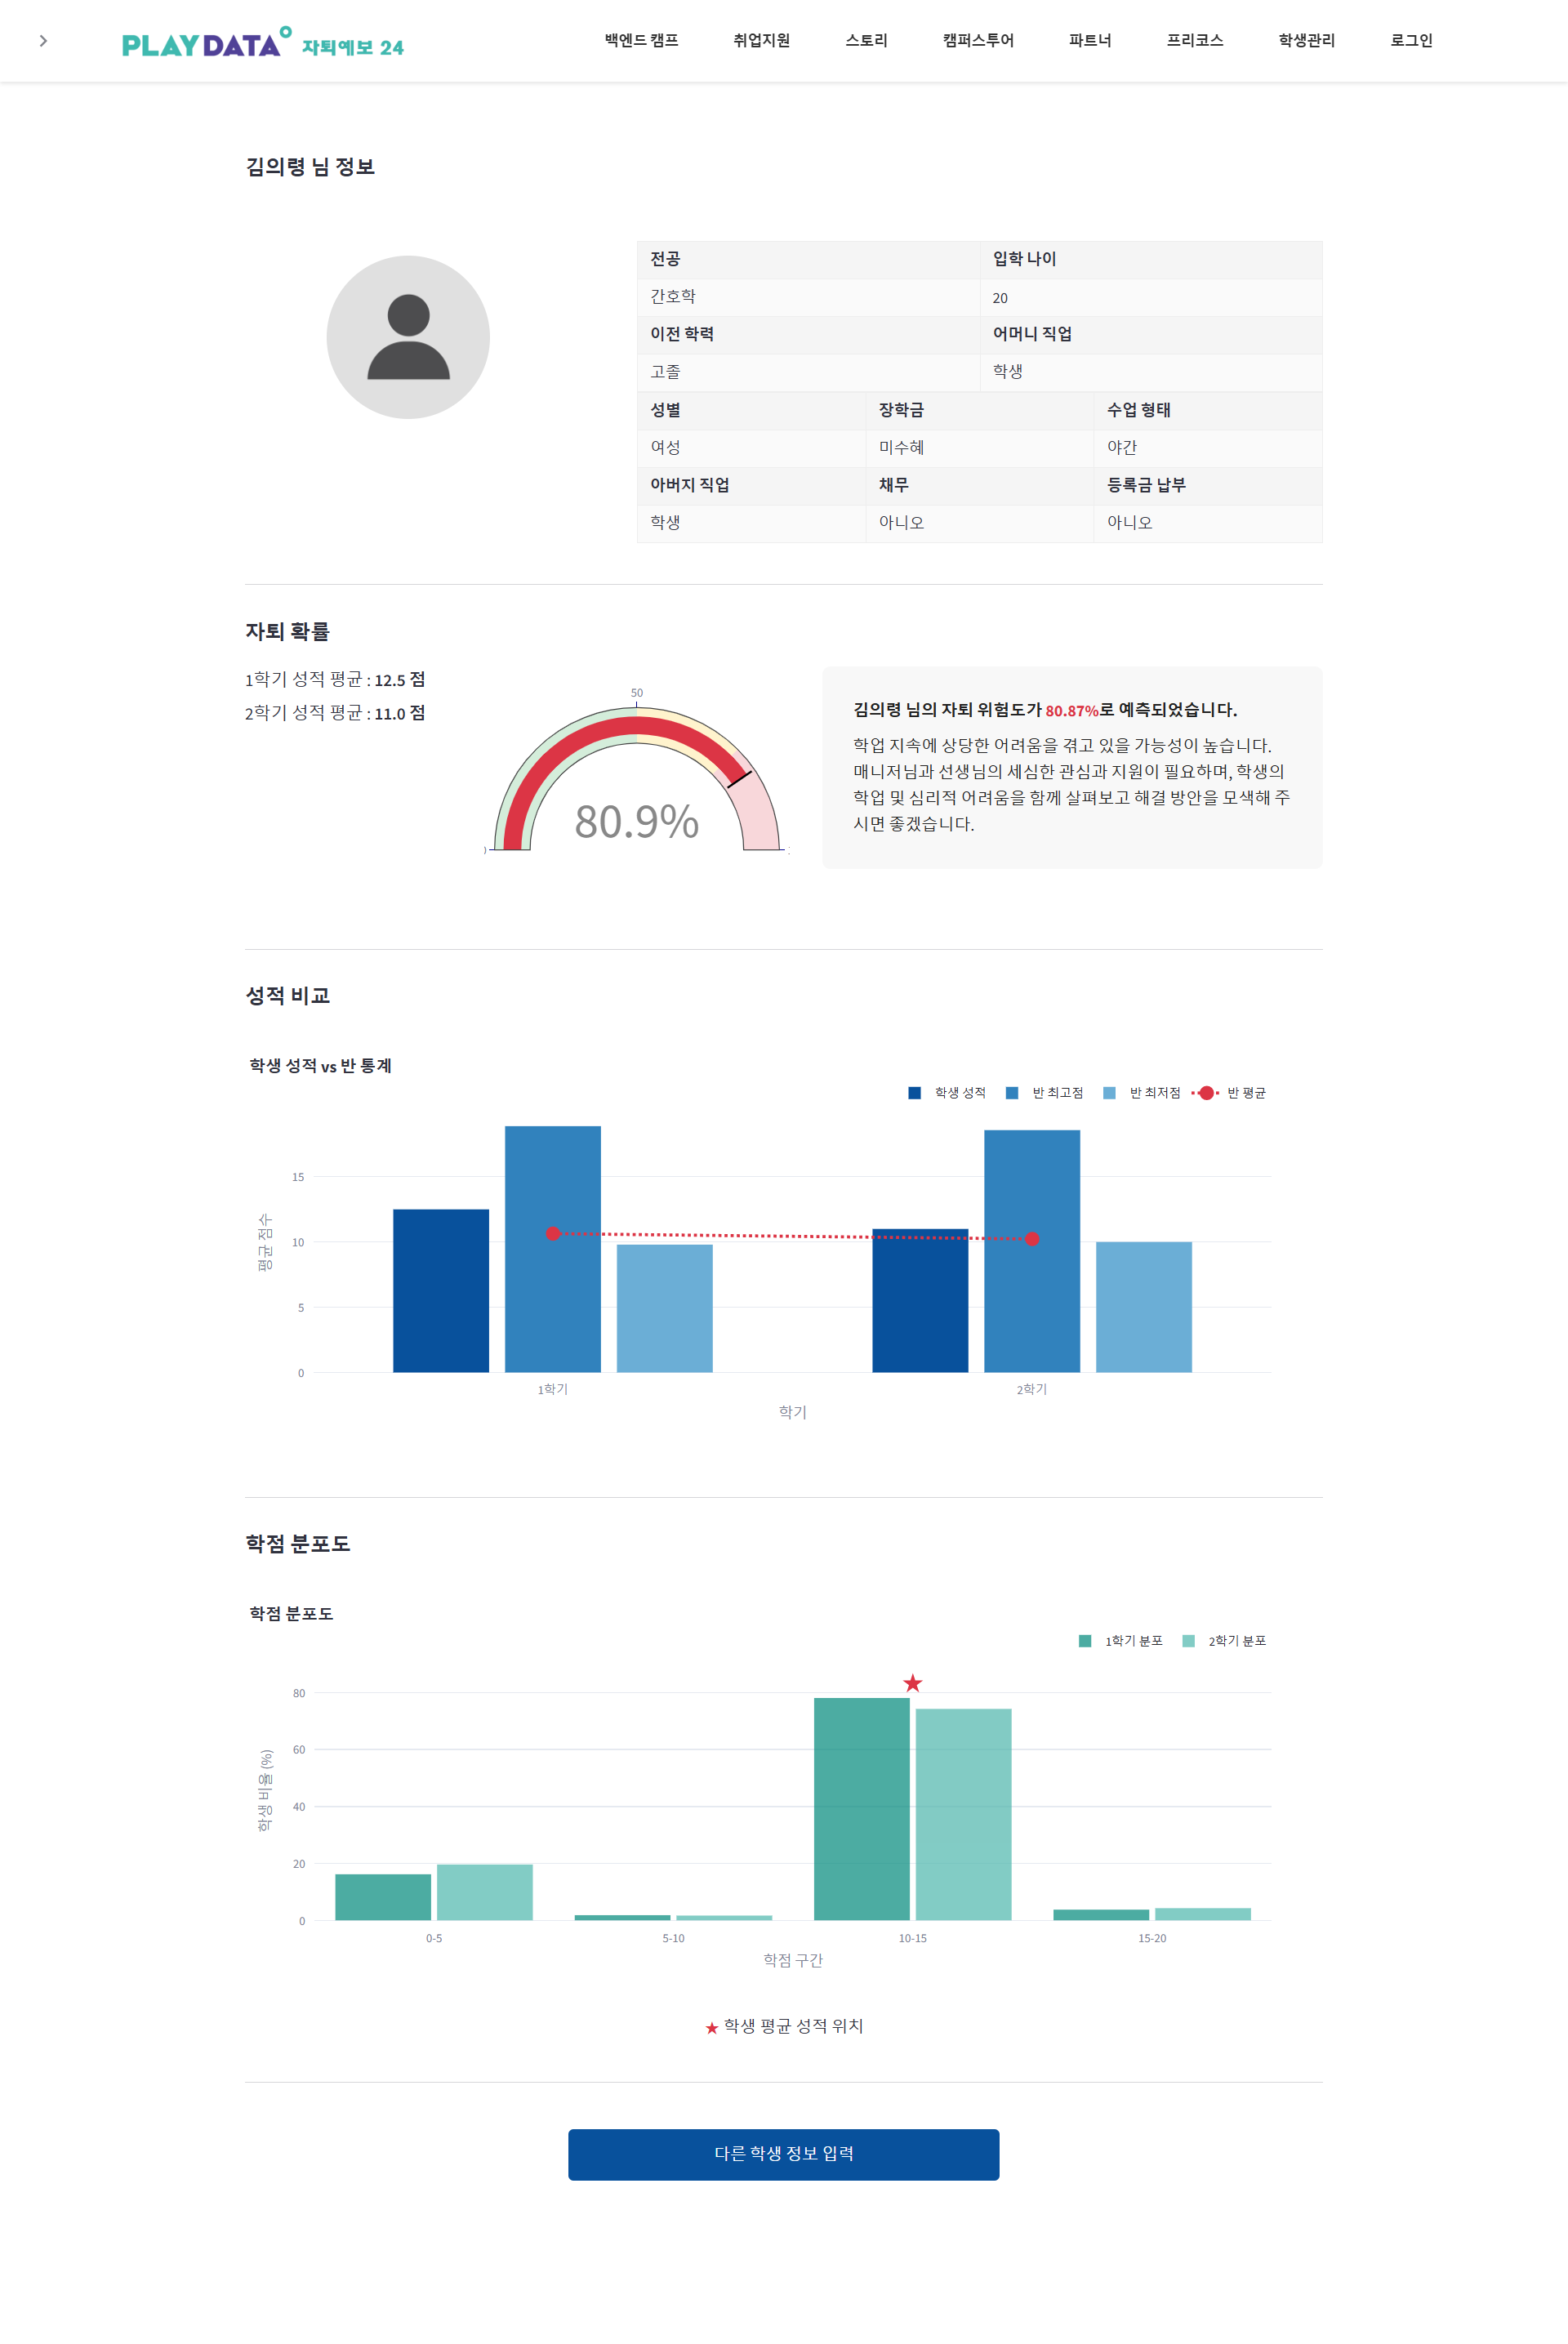 PLAYDATA 자퇴예보 24
백엔드 캠프 취업지원 스토리 캠퍼스투어 파트너 프리코스 학생관리 로그인
김의령 님 정보
전공 입학 나이
간호학 20
이전 학력 어머니 직업
고졸 학생
성별 장학금 수업 형태
여성 미수혜 야간
아버지 직업 채무 등록금 납부
학생 아니오 아니오
자퇴 확률
1학기 성적 평균 : 12.5 점
2학기 성적 평균 : 11.0 점
50
80.9%
김의령 님의 자퇴 위험도가 80.87%로 예측되었습니다.
학업 지속에 상당한 어려움을 겪고 있을 가능성이 높습니다.
매니저님과 선생님의 세심한 관심과 지원이 필요하며, 학생의
학업 및 심리적 어려움을 함께 살펴보고 해결 방안을 모색해 주
시면 좋겠습니다.
성적 비교
학생 성적 vs 반 통계
학생 성적 반 최고점 반 최저점 반 평균
평균 점수
15
10
5
0
1학기 2학기
학기
학점 분포도
학점 분포도
1학기 분포 2학기 분포
학생 비율 (%)
80
60
40
20
0
0-5 5-10 10-15 15-20
학점 구간
★ 학생 평균 성적 위치
다른 학생 정보 입력